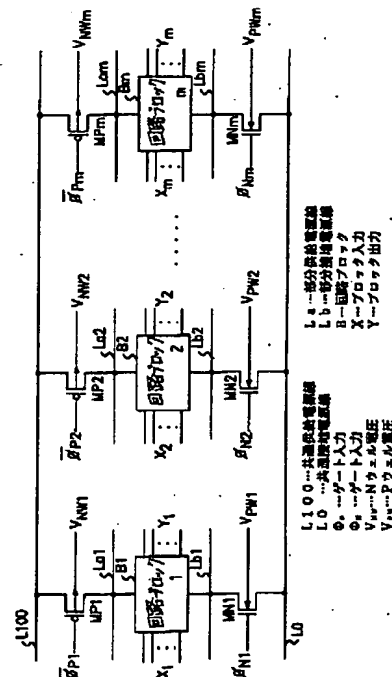 L100
φ̅P1
MP1
VNW1
La1
B1
X1
回路ブロック
1
Y1
Lb1
φN1
MN1
VPW1
L0
φ̅P2
MP2
VNW2
La2
B2
X2
回路ブロック
2
Y2
Lb2
φN2
MN2
VPW2
φ̅Pm
MPm
VNWm
Lam
Bm
Xm
回路ブロック
m
Ym
Lbm
φNm
MNm
VPWm
L100…共通供給電源線
L0…共通接地電源線
ΦP…ゲート入力
ΦN…ゲート入力
VNW…Nウェル電圧
VPW…Pウェル電圧
La…部分供給電源線
Lb…部分接地電源線
B…回路ブロック
X…ブロック入力
Y…ブロック出力